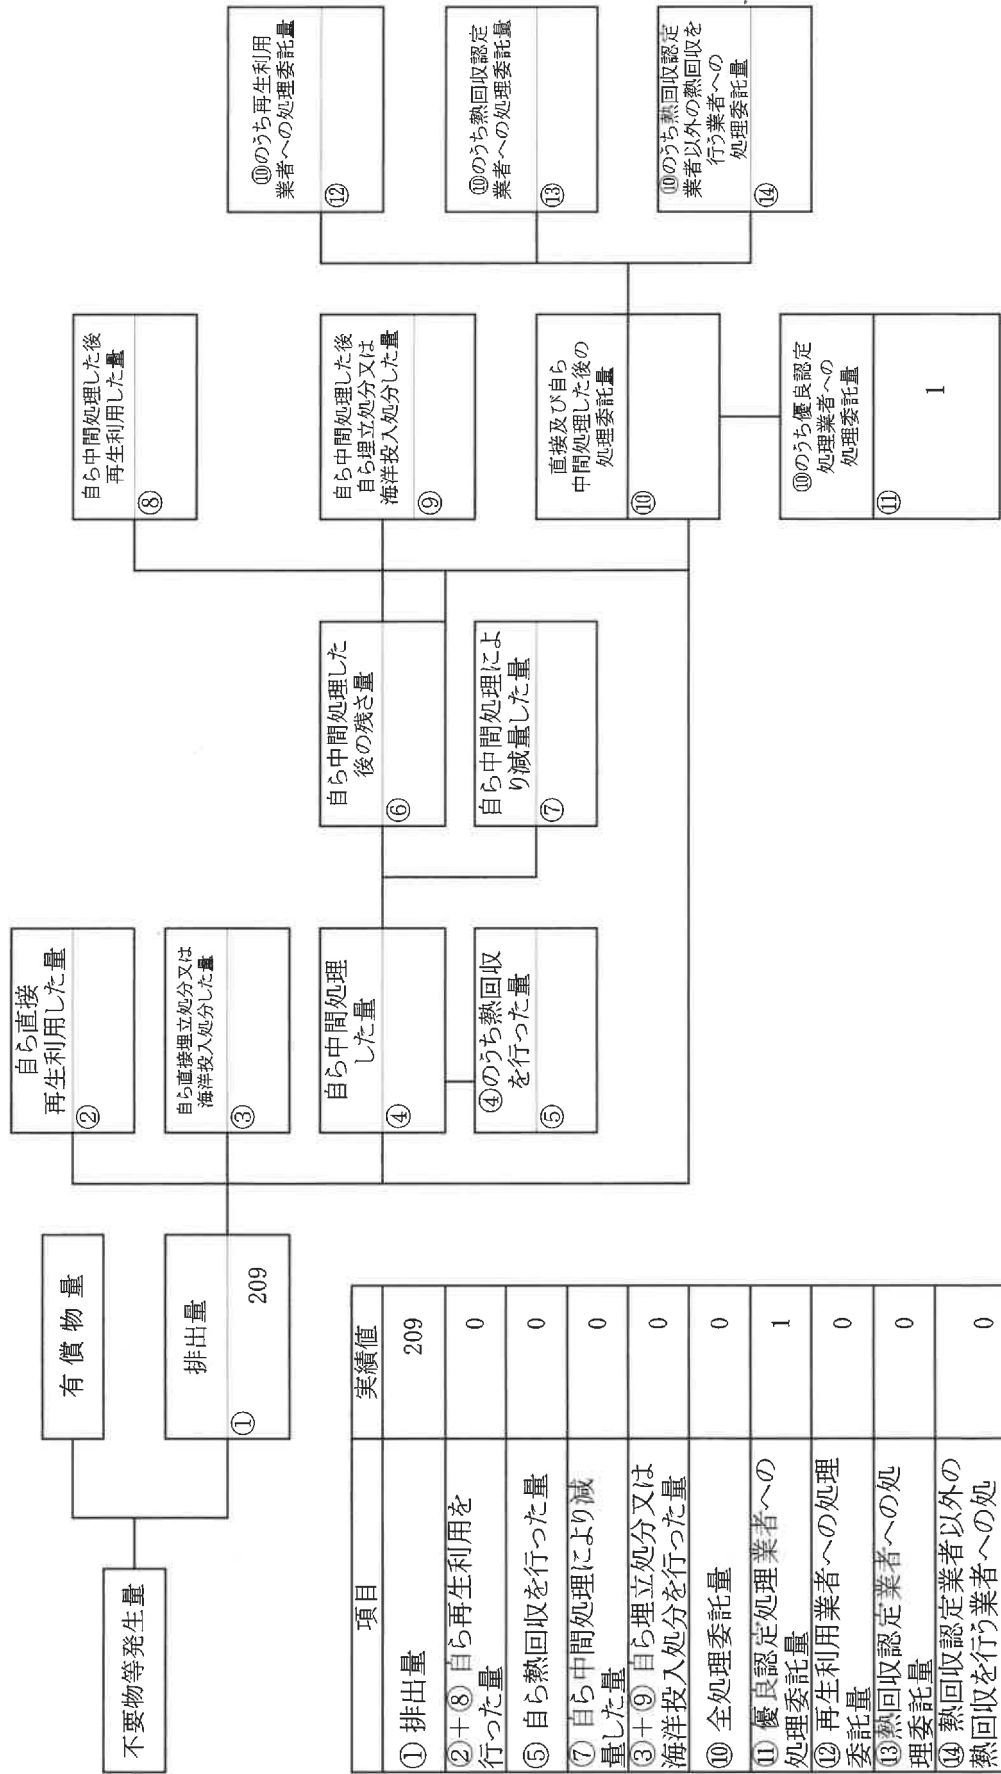 不要物等発生量
有償物量
排出量
①
209
自ら直接
再生利用した量
②
自ら直接埋立処分又は
海洋投入処分した量
③
自ら中間処理
した量
④
④のうち熱回収
を行った量
⑤
自ら中間処理した
後の残さ量
⑥
自ら中間処理によ
り減量した量
⑦
自ら中間処理した後
再生利用した量
⑧
自ら中間処理した後
自ら埋立処分又は
海洋投入処分した量
⑨
直接及び自ら
中間処理した後の
処理委託量
⑩
⑩のうち優良認定
処理業者への
処理委託量
⑪
1
⑩のうち再生利用
業者への処理委託量
⑫
⑩のうち熱回収認定
業者への処理委託量
⑬
⑩のうち熱回収認定
業者以外の熱回収を
行う業者への
処理委託量
⑭
項目 実績値
① 排出量 209
②+⑧ 自ら再生利用を
行った量 0
⑤ 自ら熱回収を行った量 0
⑦ 自ら中間処理により減
量した量 0
③+⑨ 自ら埋立処分又は
海洋投入処分を行った量 0
⑩ 全処理委託量 0
⑪ 優良認定処理業者への
処理委託量 1
⑫ 再生利用業者への処理
委託量 0
⑬熱回収認定業者への処
理委託量 0
⑭ 熱回収認定業者以外の
熱回収を行う業者への処 0